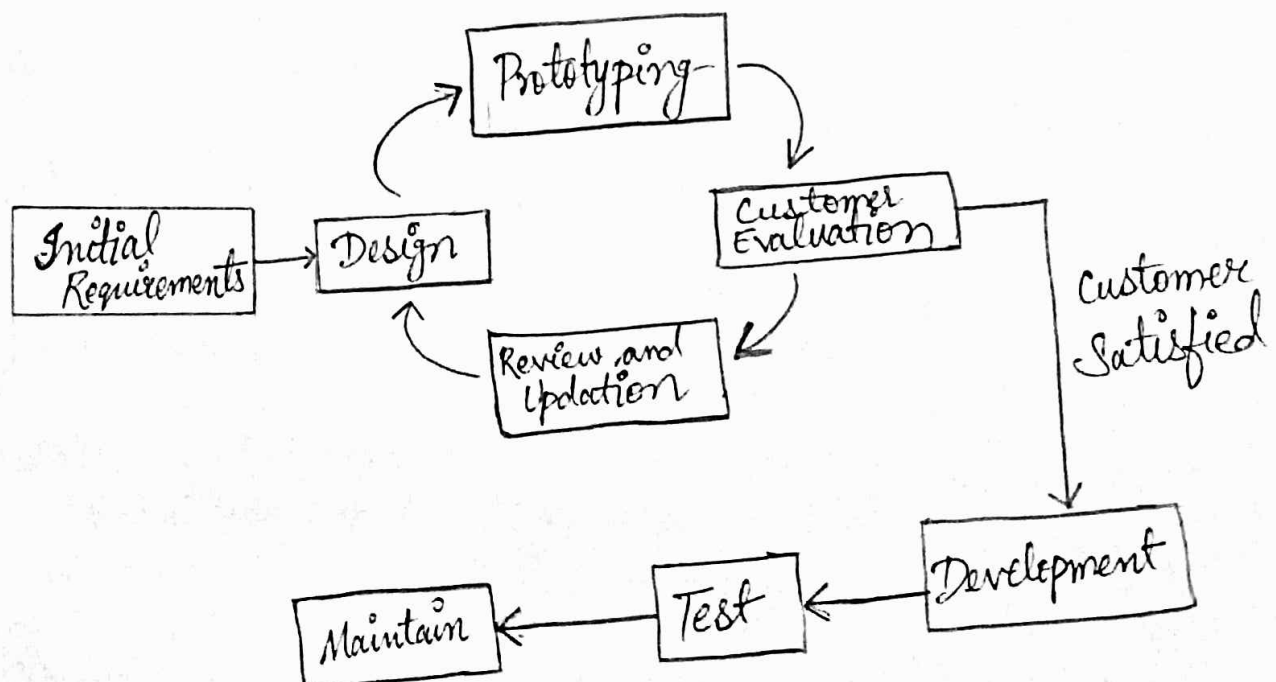 Prototyping
Customer
Evaluation
Initial
Requirements
Design
Customer
Satisfied
Review and
Updation
Development
Test
Maintain